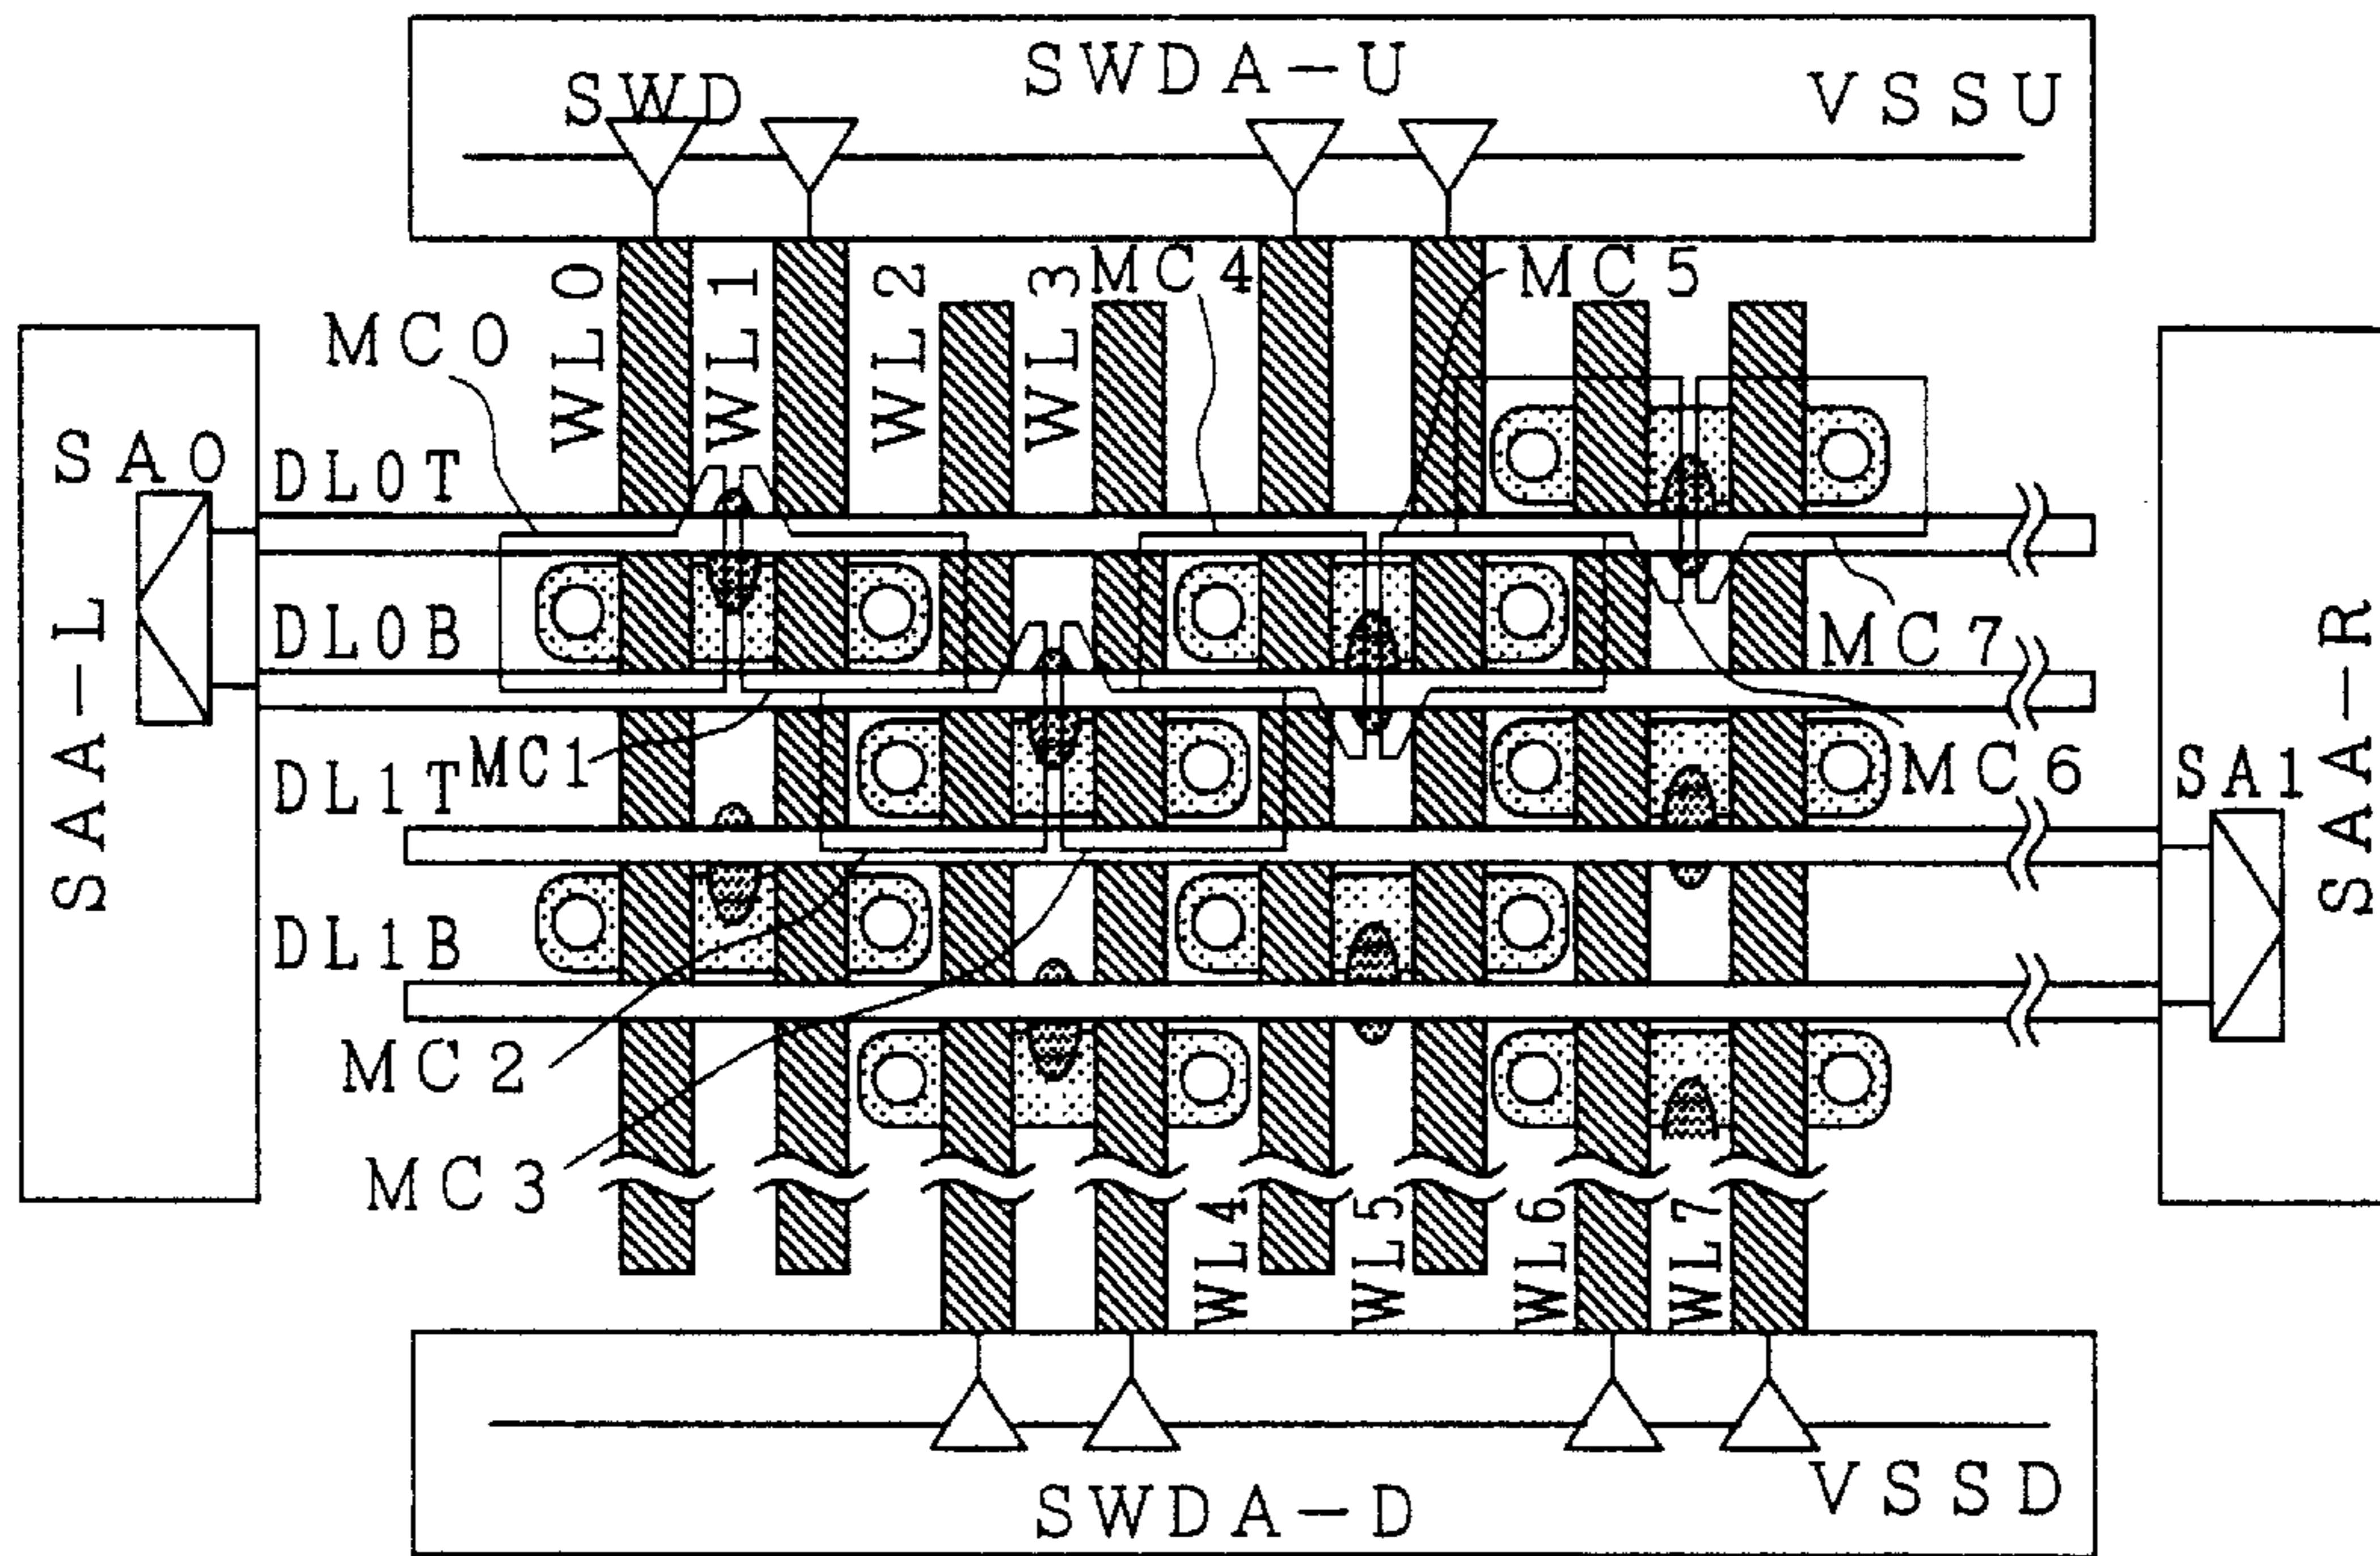 SWDA-U
SWD
VSSU
WL0
WL1
WL2
WL3
MC4
MC5
MC0
SA0
DL0T
DL0B
SAA-L
MC7
SAA-R
MC1
MC6
DL1T
SA1
DL1B
MC2
MC3
WL4
WL5
WL6
WL7
VSSD
SWDA-D